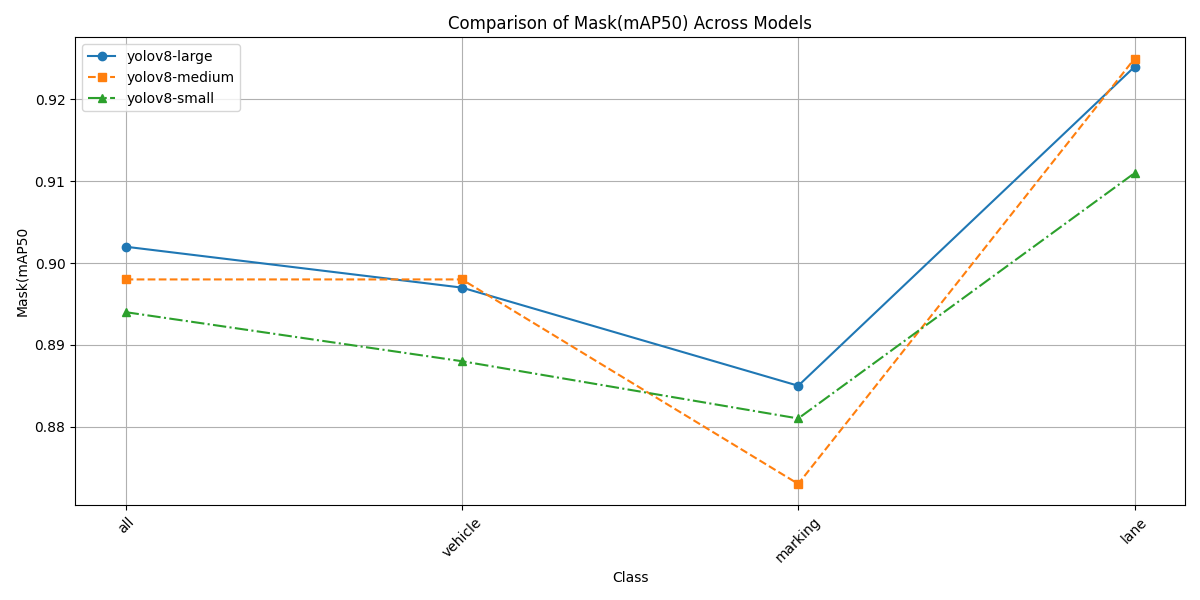 Comparison of Mask(mAP50) Across Models
yolov8-large
yolov8-medium
yolov8-small
Mask(mAP50
0.92
0.91
0.90
0.89
0.88
all
vehicle
marking
lane
Class